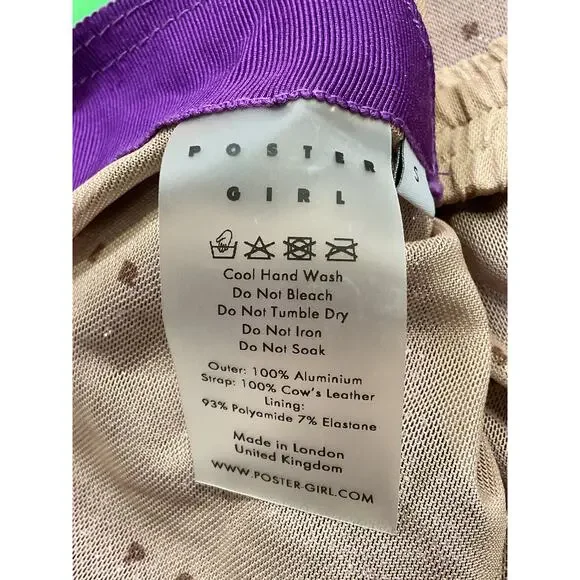 POSTER
GIRL
S
Cool Hand Wash
Do Not Bleach
Do Not Tumble Dry
Do Not Iron
Do Not Soak
Outer: 100% Aluminium
Strap: 100% Cow's Leather
Lining:
93% Polyamide 7% Elastane
Made in London
United Kingdom
WWW.POSTER-GIRL.COM